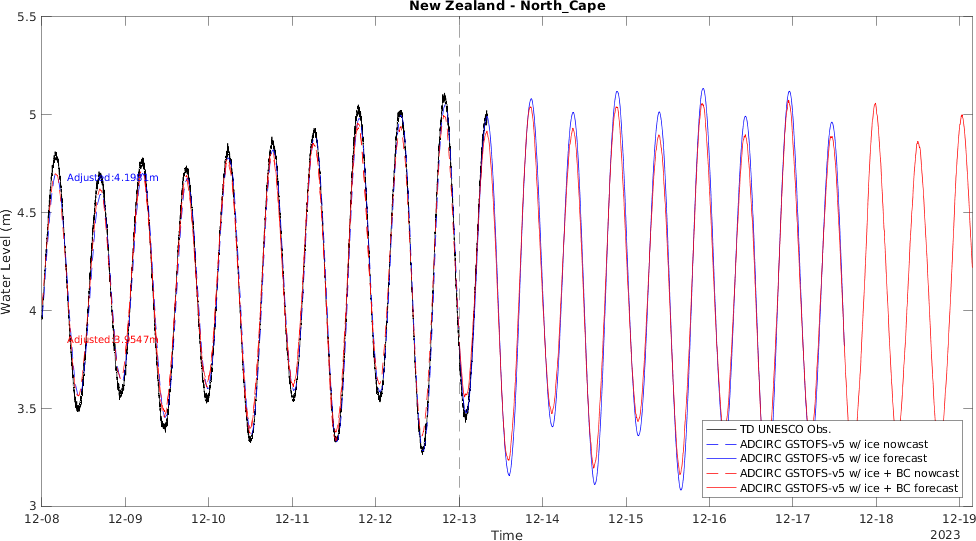 New Zealand - North_Cape
5.5
5
4.5
4
3.5
3
Water Level (m)
Adjusted:4.1981m
Adjusted:3.9547m
TD UNESCO Obs.
ADCIRC GSTOFS-v5 w/ ice nowcast
ADCIRC GSTOFS-v5 w/ ice forecast
ADCIRC GSTOFS-v5 w/ ice + BC nowcast
ADCIRC GSTOFS-v5 w/ ice + BC forecast
12-08 12-09 12-10 12-11 12-12 12-13 12-14 12-15 12-16 12-17 12-18 12-19
Time
2023